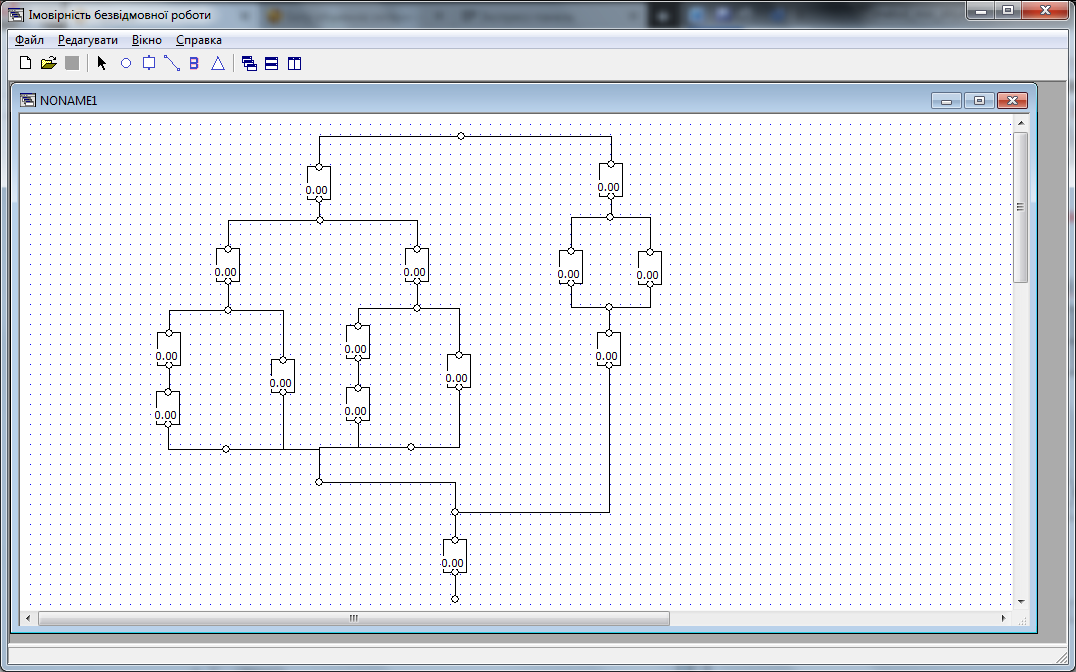 Імовірність безвідмовної роботи
Файл Редагувати Вікно Справка
B
NONAME1
0.00 0.00
0.00 0.00 0.00 0.00
0.00 0.00 0.00
0.00 0.00
0.00 0.00
0.00